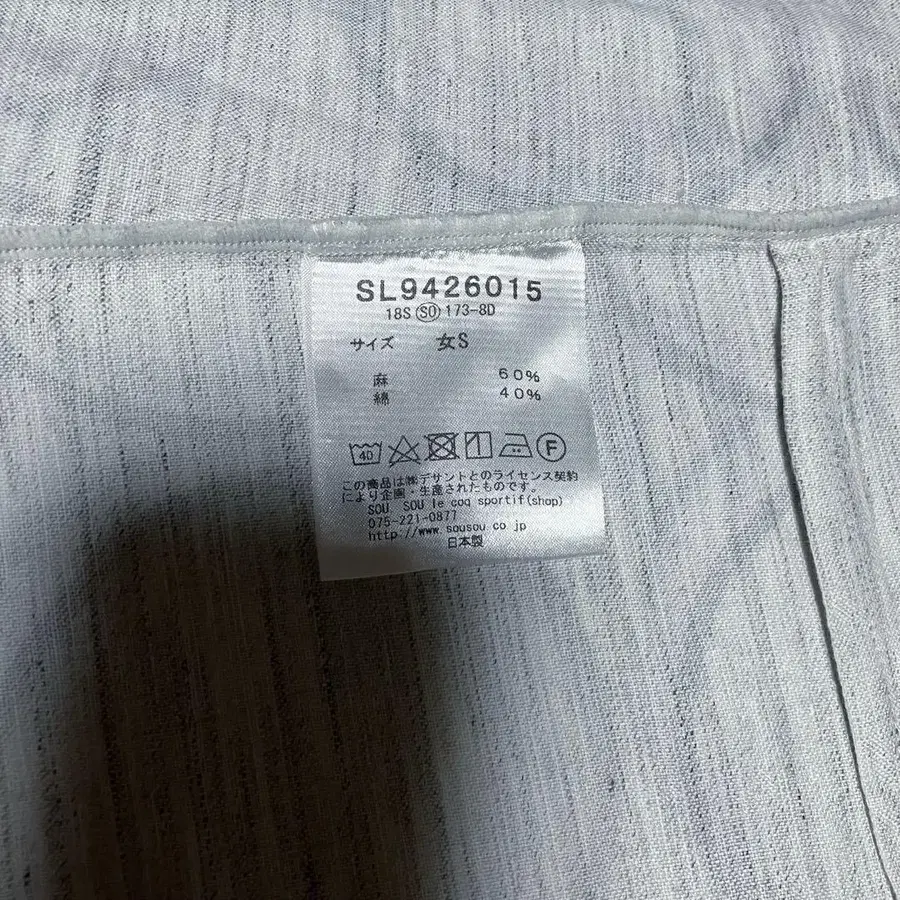 SL9426015
18S SO 173-8D
サイズ 女S
麻 60%
綿 40%
40 F
この商品は㈱デサントとのライセンス契約
により企画・生産されたものです。
SOU・SOU le coq sportif(shop)
075-221-0877
http://www.sousou.co.jp
日本製